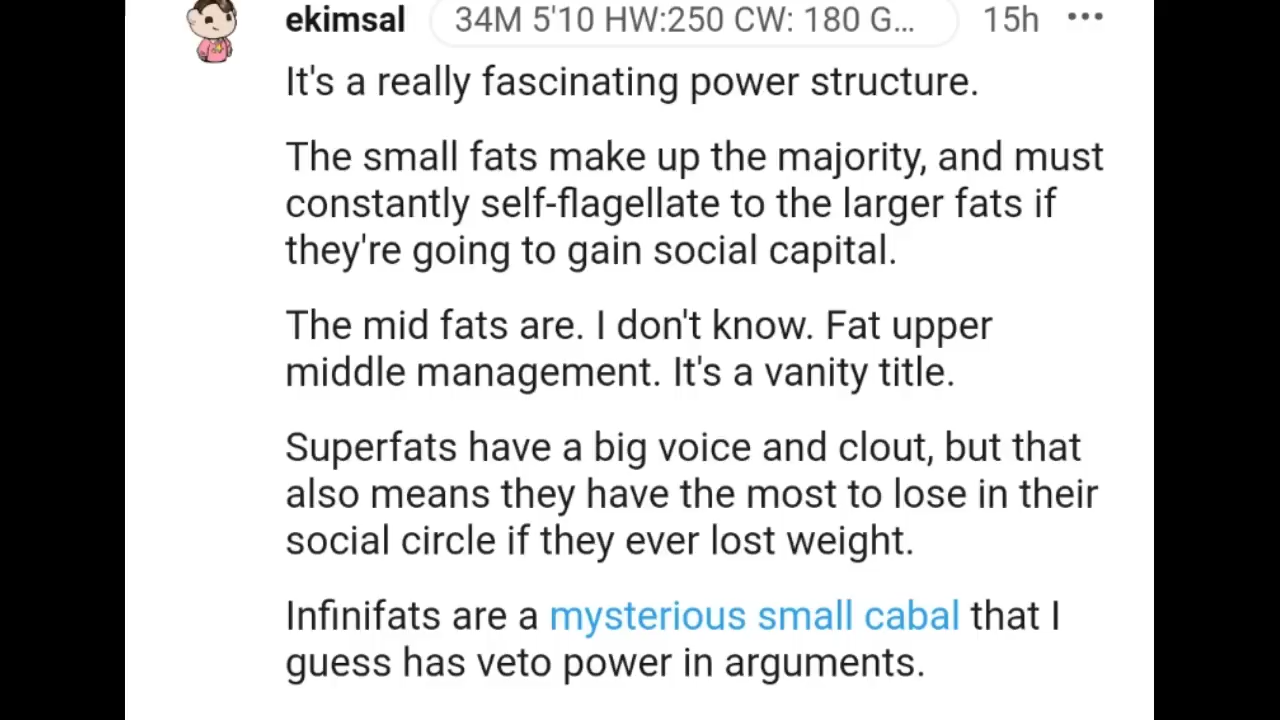 ekimsal 34M 5'10 HW:250 CW: 180 G... 15h
It's a really fascinating power structure.
The small fats make up the majority, and must
constantly self-flagellate to the larger fats if
they're going to gain social capital.
The mid fats are. I don't know. Fat upper
middle management. It's a vanity title.
Superfats have a big voice and clout, but that
also means they have the most to lose in their
social circle if they ever lost weight.
Infinifats are a mysterious small cabal that I
guess has veto power in arguments.